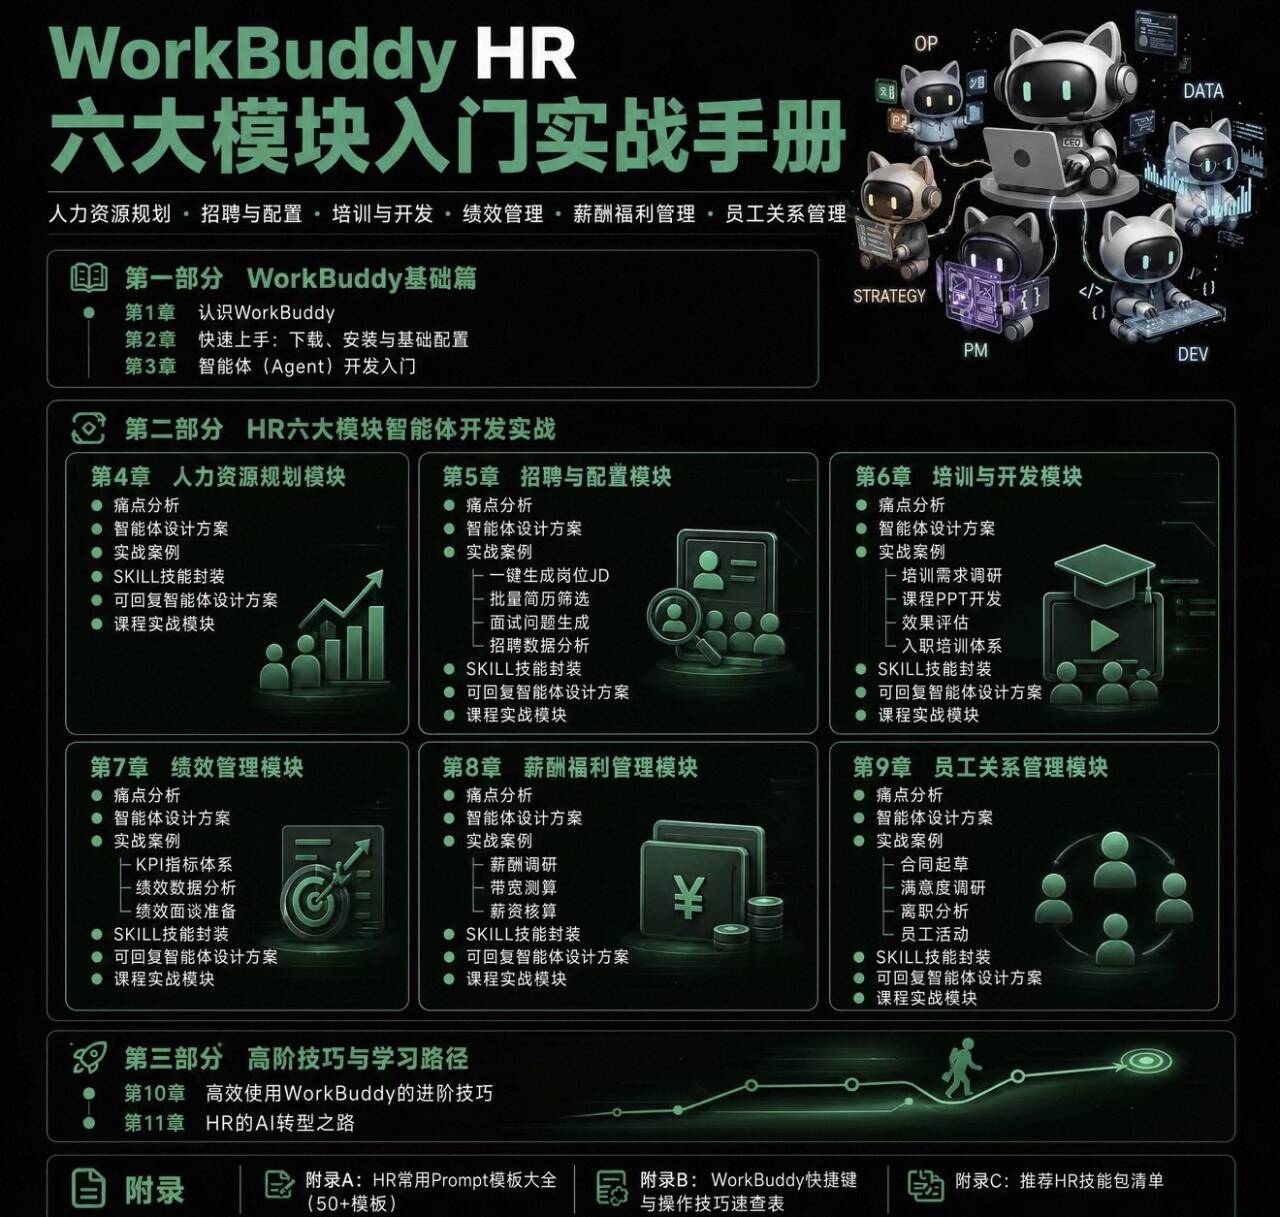 WorkBuddy HR
六大模块入门实战手册
人力资源规划 • 招聘与配置 • 培训与开发 • 绩效管理 • 薪酬福利管理 • 员工关系管理
OP
DATA
CEO
STRATEGY
PM
DEV
</>
{}
{}
第一部分 WorkBuddy基础篇
第1章 认识WorkBuddy
第2章 快速上手：下载、安装与基础配置
第3章 智能体（Agent）开发入门
第二部分 HR六大模块智能体开发实战
第4章 人力资源规划模块
痛点分析
智能体设计方案
实战案例
SKILL技能封装
可回复智能体设计方案
课程实战模块
第5章 招聘与配置模块
痛点分析
智能体设计方案
实战案例
一键生成岗位JD
批量简历筛选
面试问题生成
招聘数据分析
SKILL技能封装
可回复智能体设计方案
课程实战模块
第6章 培训与开发模块
痛点分析
智能体设计方案
实战案例
培训需求调研
课程PPT开发
效果评估
入职培训体系
SKILL技能封装
可回复智能体设计方案
课程实战模块
第7章 绩效管理模块
痛点分析
智能体设计方案
实战案例
KPI指标体系
绩效数据分析
绩效面谈准备
SKILL技能封装
可回复智能体设计方案
课程实战模块
第8章 薪酬福利管理模块
痛点分析
智能体设计方案
实战案例
薪酬调研
带宽测算
薪资核算
SKILL技能封装
可回复智能体设计方案
课程实战模块
¥
第9章 员工关系管理模块
痛点分析
智能体设计方案
实战案例
合同起草
满意度调研
离职分析
员工活动
SKILL技能封装
可回复智能体设计方案
课程实战模块
第三部分 高阶技巧与学习路径
第10章 高效使用WorkBuddy的进阶技巧
第11章 HR的AI转型之路
附录
附录A：HR常用Prompt模板大全
（50+模板）
附录B：WorkBuddy快捷键
与操作技巧速查表
附录C：推荐HR技能包清单